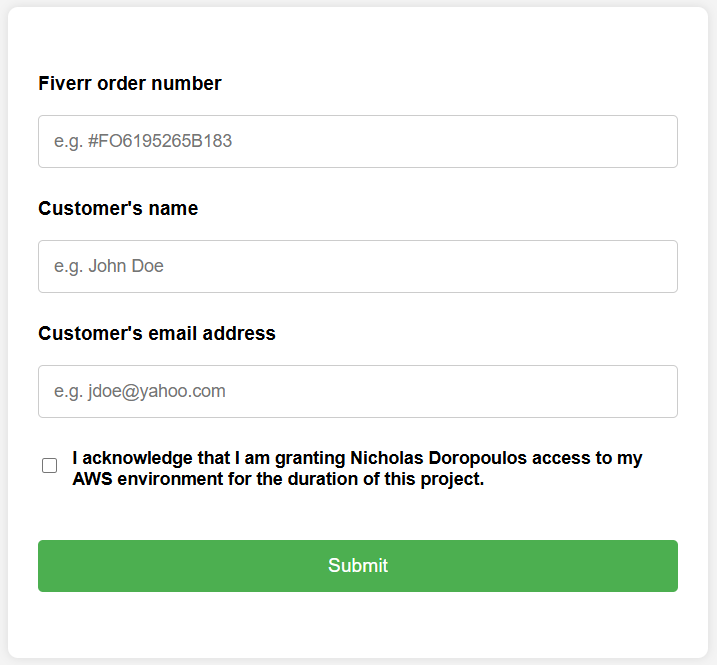 Fiverr order number
e.g. #FO6195265B183
Customer's name
e.g. John Doe
Customer's email address
e.g. jdoe@yahoo.com
I acknowledge that I am granting Nicholas Doropoulos access to my
AWS environment for the duration of this project.
Submit